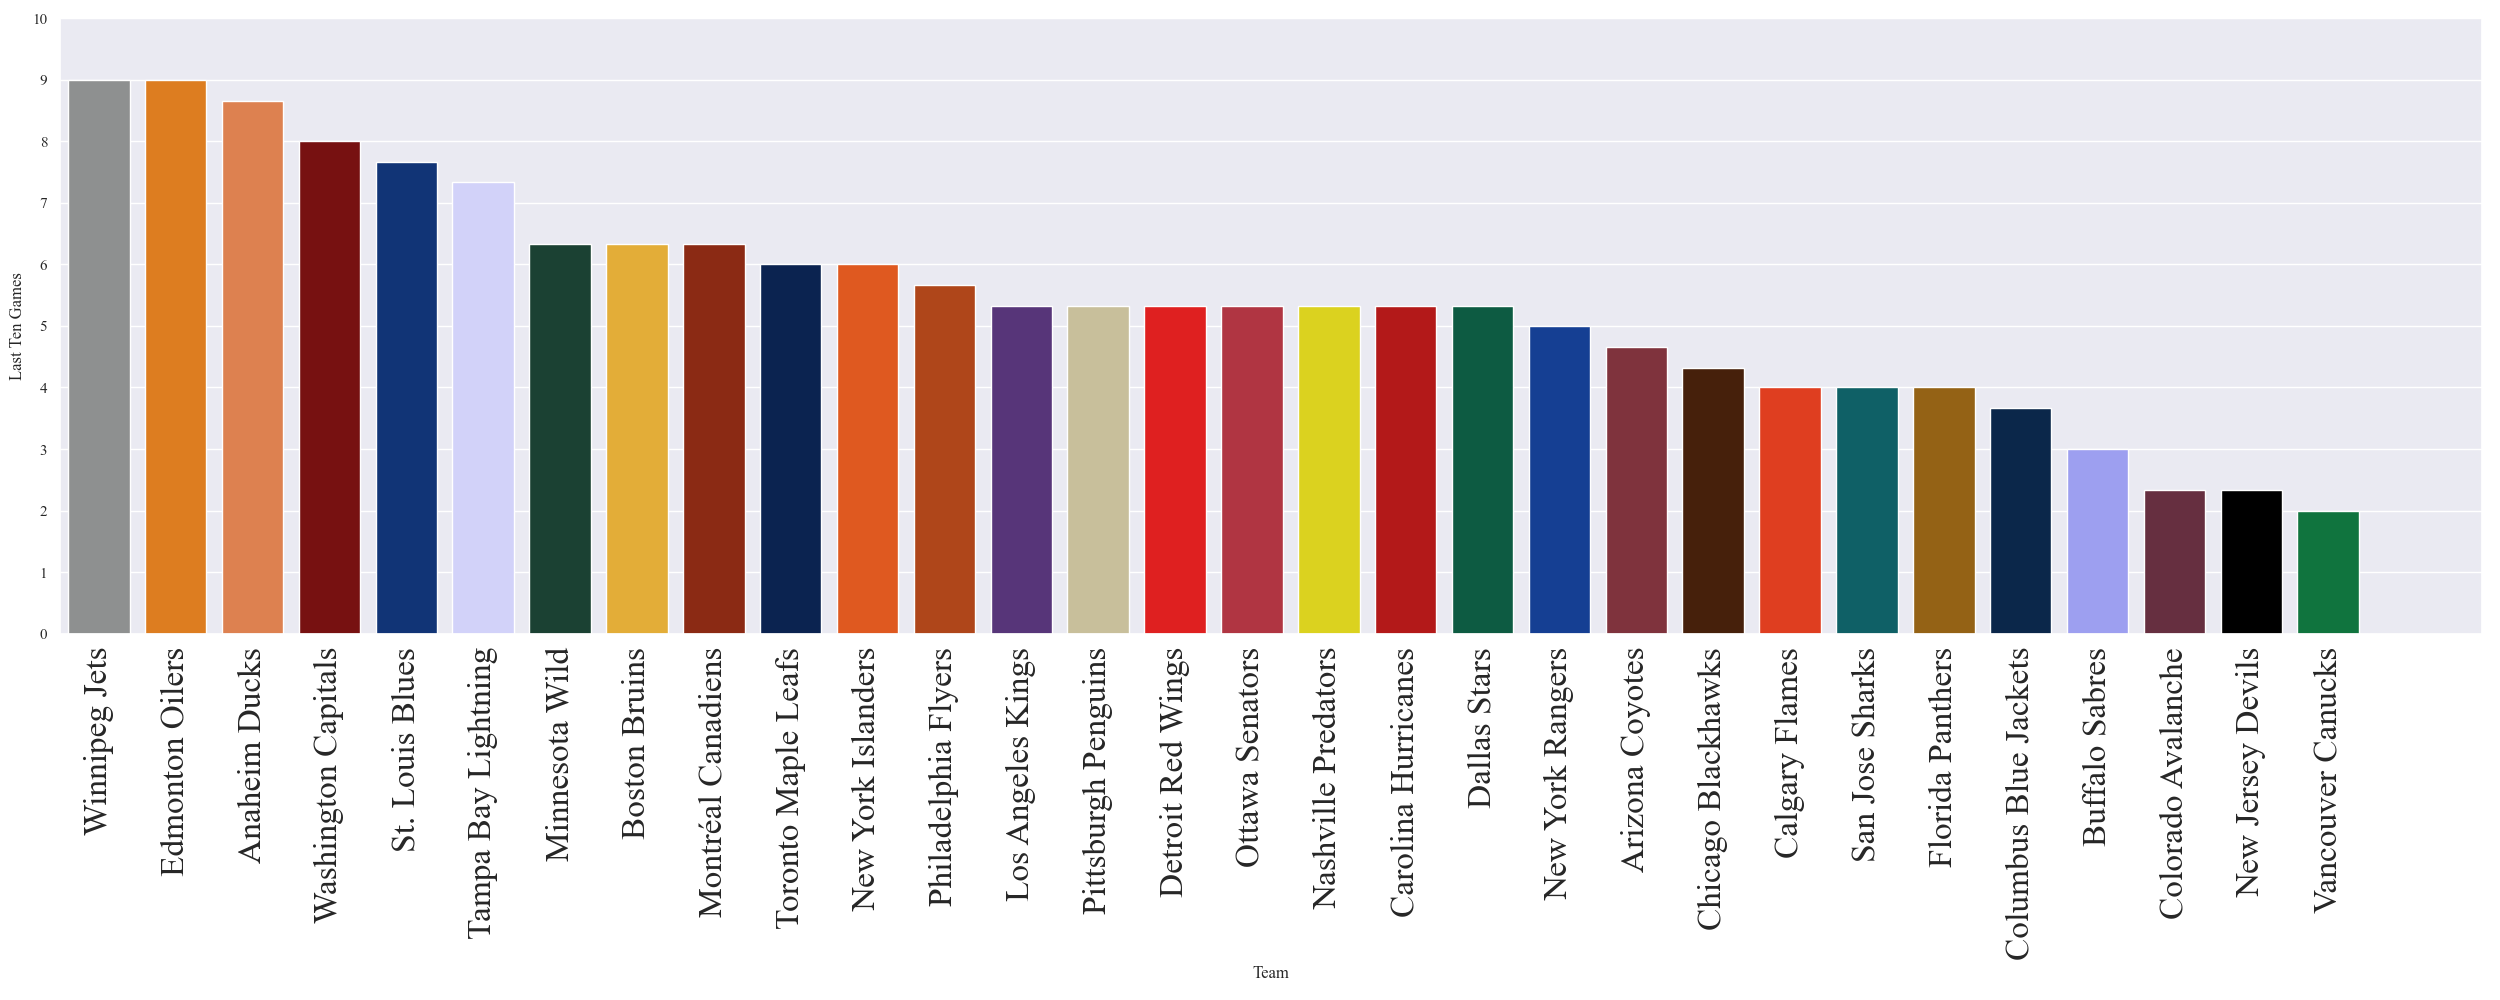 10
9
8
7
6
5
4
3
2
1
0
Last Ten Games
Winnipeg Jets
Edmonton Oilers
Anaheim Ducks
Washington Capitals
St. Louis Blues
Tampa Bay Lightning
Minnesota Wild
Boston Bruins
Montréal Canadiens
Toronto Maple Leafs
New York Islanders
Philadelphia Flyers
Los Angeles Kings
Pittsburgh Penguins
Detroit Red Wings
Ottawa Senators
Nashville Predators
Carolina Hurricanes
Dallas Stars
New York Rangers
Arizona Coyotes
Chicago Blackhawks
Calgary Flames
San Jose Sharks
Florida Panthers
Columbus Blue Jackets
Buffalo Sabres
Colorado Avalanche
New Jersey Devils
Vancouver Canucks
Team